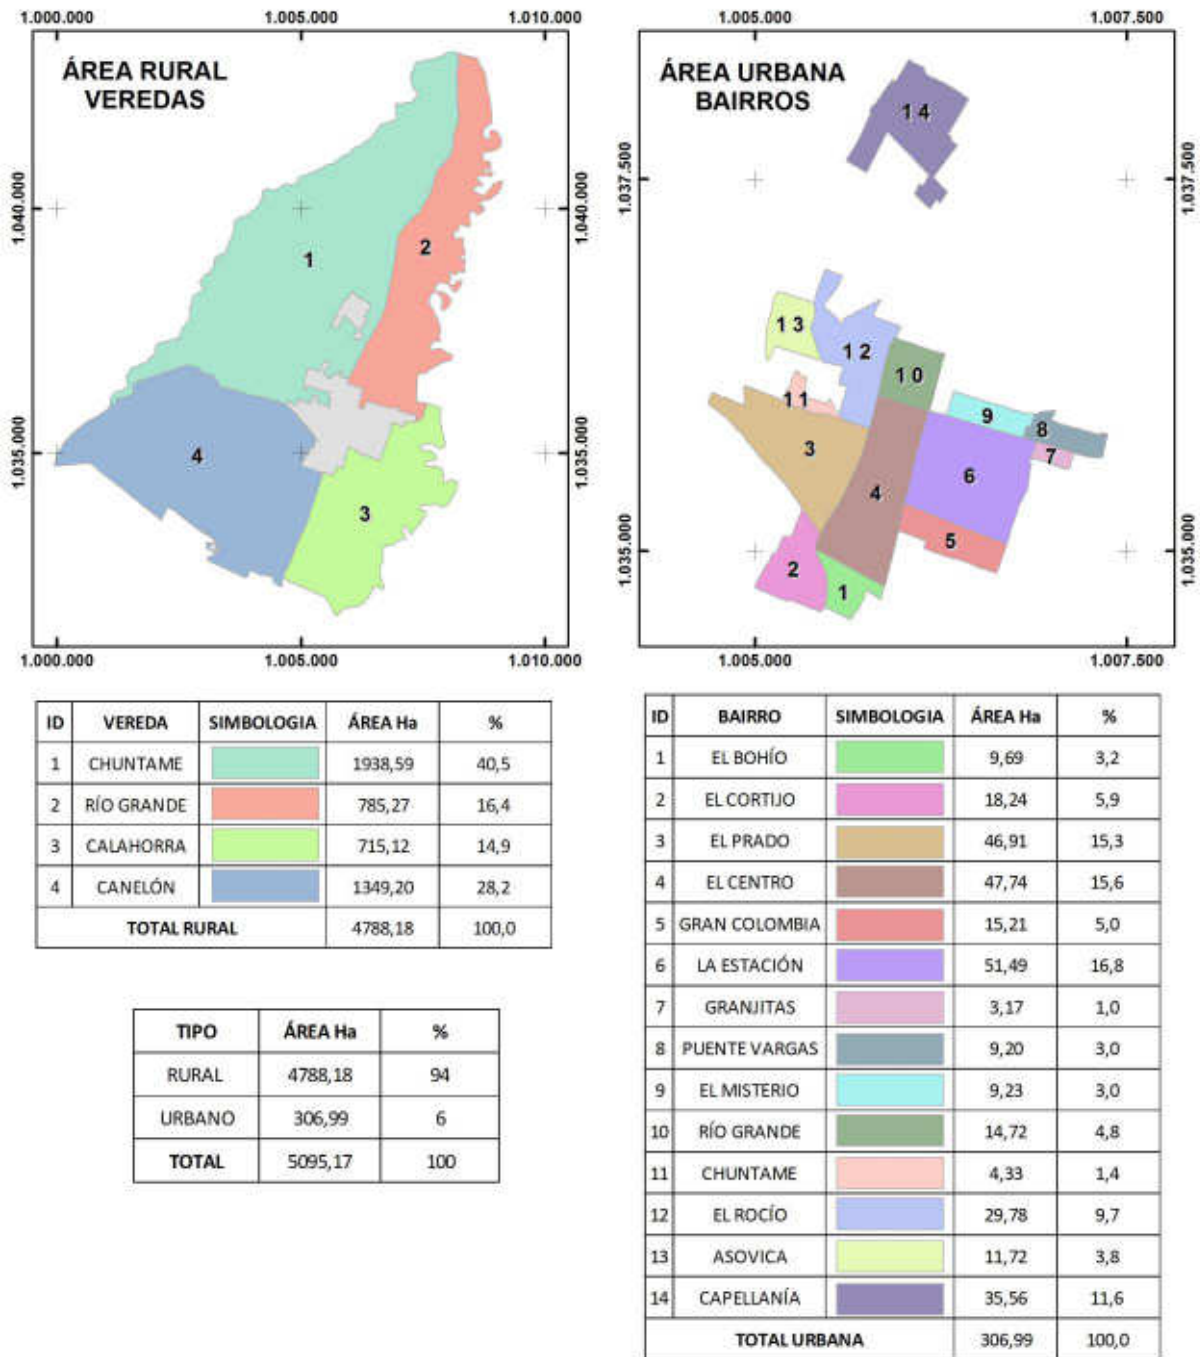 1.000.000 1.005.000 1.010.000
ÁREA RURAL
VEREDAS
1.040.000 1.040.000
1.035.000 1.035.000
1
2
4
3
1.000.000 1.005.000 1.010.000
1.005.000 1.007.500
ÁREA URBANA
BAIRROS
1.037.500 1.037.500
1.035.000 1.035.000
14
13
12
10
11
9
8
3
7
6
4
5
2
1
1.005.000 1.007.500
ID VEREDA SIMBOLOGIA ÁREA Ha %
1 CHUNTAME 1938,59 40,5
2 RÍO GRANDE 785,27 16,4
3 CALAHORRA 715,12 14,9
4 CANELÓN 1349,20 28,2
TOTAL RURAL 4788,18 100,0
TIPO ÁREA Ha %
RURAL 4788,18 94
URBANO 306,99 6
TOTAL 5095,17 100
ID BAIRRO SIMBOLOGIA ÁREA Ha %
1 EL BOHÍO 9,69 3,2
2 EL CORTIJO 18,24 5,9
3 EL PRADO 46,91 15,3
4 EL CENTRO 47,74 15,6
5 GRAN COLOMBIA 15,21 5,0
6 LA ESTACIÓN 51,49 16,8
7 GRANJITAS 3,17 1,0
8 PUENTE VARGAS 9,20 3,0
9 EL MISTERIO 9,23 3,0
10 RÍO GRANDE 14,72 4,8
11 CHUNTAME 4,33 1,4
12 EL ROCÍO 29,78 9,7
13 ASOVICA 11,72 3,8
14 CAPELLANÍA 35,56 11,6
TOTAL URBANA 306,99 100,0